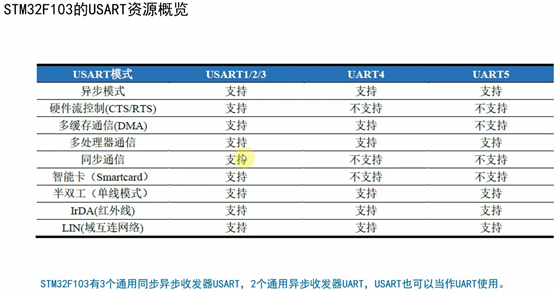 STM32F103的USART资源概览
USART模式 USART1/2/3 UART4 UART5
异步模式 支持 支持 支持
硬件流控制(CTS/RTS) 支持 不支持 不支持
多缓存通信(DMA) 支持 支持 不支持
多处理器通信 支持 支持 支持
同步通信 支持 不支持 不支持
智能卡（Smartcard） 支持 不支持 不支持
半双工（单线模式） 支持 支持 支持
IrDA(红外线) 支持 支持 支持
LIN(域互连网络) 支持 支持 支持
STM32F103有3个通用同步异步收发器USART，2个通用异步收发器UART，USART也可以当作UART使用。